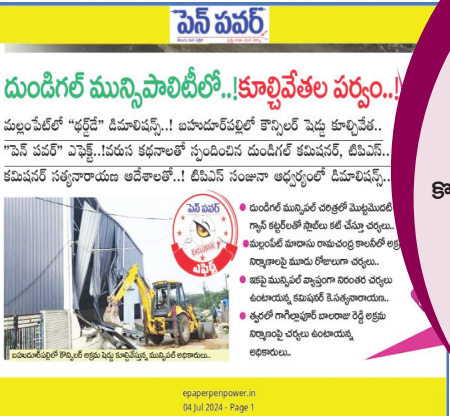 పెన్ పవర్
దుండిగల్ మున్సిపాలిటీలో..!కూల్చివేతల పర్వం..!
మల్లంపేట్‌లో "థర్డ్‌డే" డిమాలిషన్స్..! బహదూర్‌పల్లిలో కౌన్సిలర్ షెడ్డు కూల్చివేత..
"పెన్ పవర్" ఎఫెక్ట్..!వరుస కథనాలతో స్పందించిన దుండిగల్ కమిషనర్, టిపిఎస్..
కమిషనర్ సత్యనారాయణ ఆదేశాలతో..! టిపిఎస్ సంజునా ఆధ్వర్యంలో డిమాలిషన్స్..
పెన్ పవర్
EXCLUSIVE
ఎఫెక్ట్
బహదూర్‌పల్లిలో కౌన్సిలర్ అక్రమ షెడ్డు కూల్చివేస్తున్న మున్సిపల్ అధికారులు..
దుండిగల్ మున్సిపల్ చరిత్రలో మొట్టమొదటి
గ్యాస్ కట్టర్‌లతో స్లాబ్‌లు కట్ చేస్తూ చర్యలు..
మల్లంపేట్ మాదాసు రామచంద్ర కాలనీలో అక్ర
నిర్మాణాలపై మూడు రోజులుగా చర్యలు..
ఇకపై మున్సిపల్ వ్యాప్తంగా నిరంతర చర్యలు
ఉంటాయన్న కమిషనర్ కె.సత్యనారాయణ..
త్వరలో గాగిల్లాపూర్ బాలరాజు రెడ్డి అక్రమ
నిర్మాణంపై చర్యలు ఉంటాయన్న
అధికారులు..
epaperpenpower.in
04 Jul 2024 - Page 1